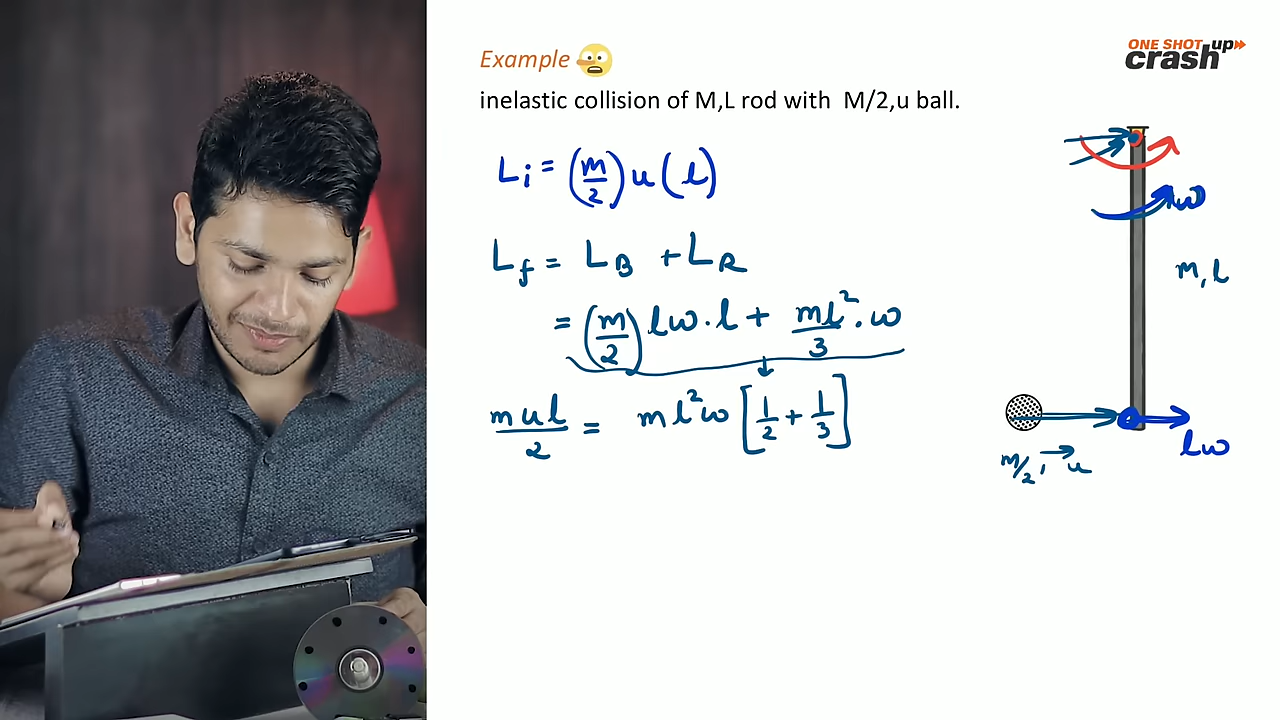 Example
ONE SHOT up
crash
inelastic collision of M,L rod with M/2,u ball.
Li = (m/2) u (l)
ω
Lf = LB + LR
m, l
= (m/2) lω·l + ml²/3 · ω
mul/2 = ml²ω [1/2 + 1/3]
lω
m/2, → u